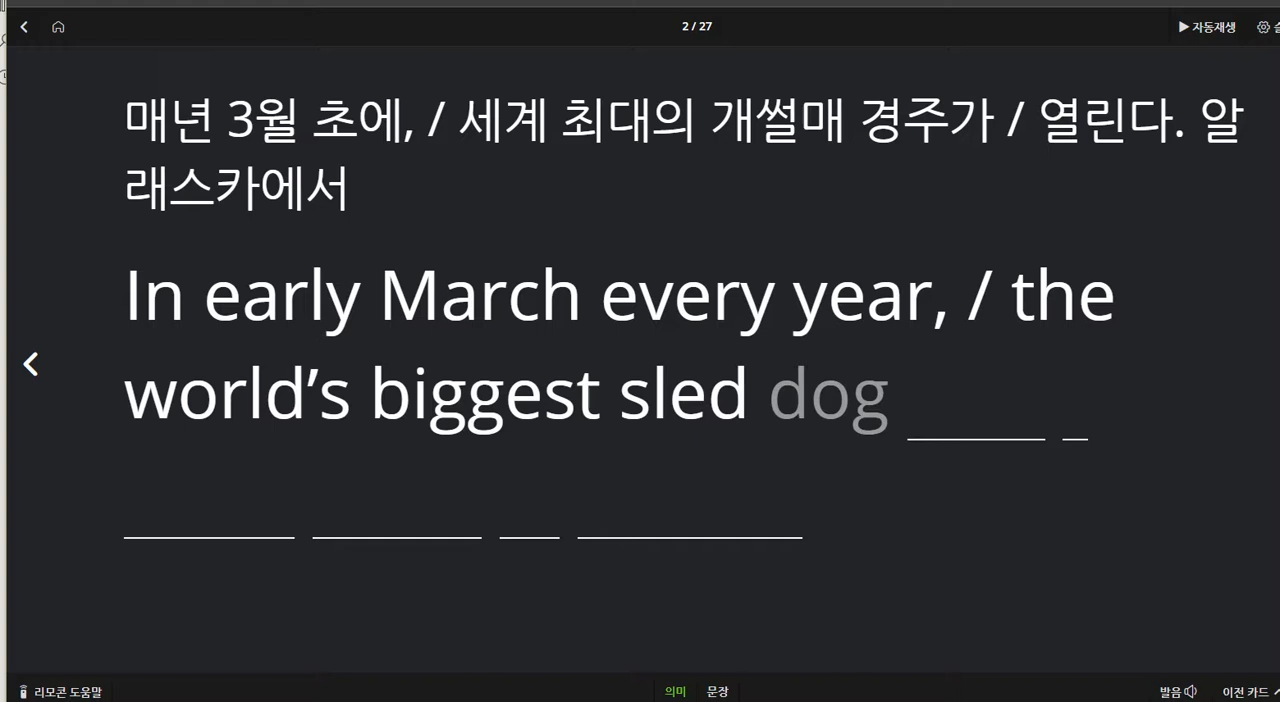 2 / 27
자동재생
매년 3월 초에, / 세계 최대의 개썰매 경주가 / 열린다. 알
래스카에서
In early March every year, / the
world’s biggest sled dog
리모콘 도움말
의미
문장
발음
이전 카드